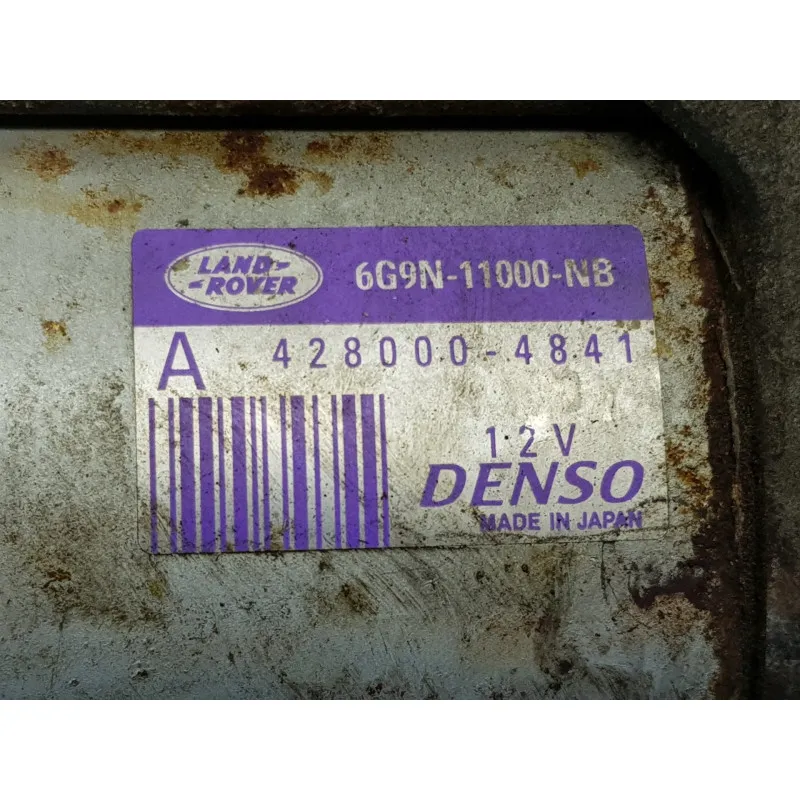 LAND-
-ROVER
6G9N-11000-NB
A 428000-4841
12V
DENSO
MADE IN JAPAN